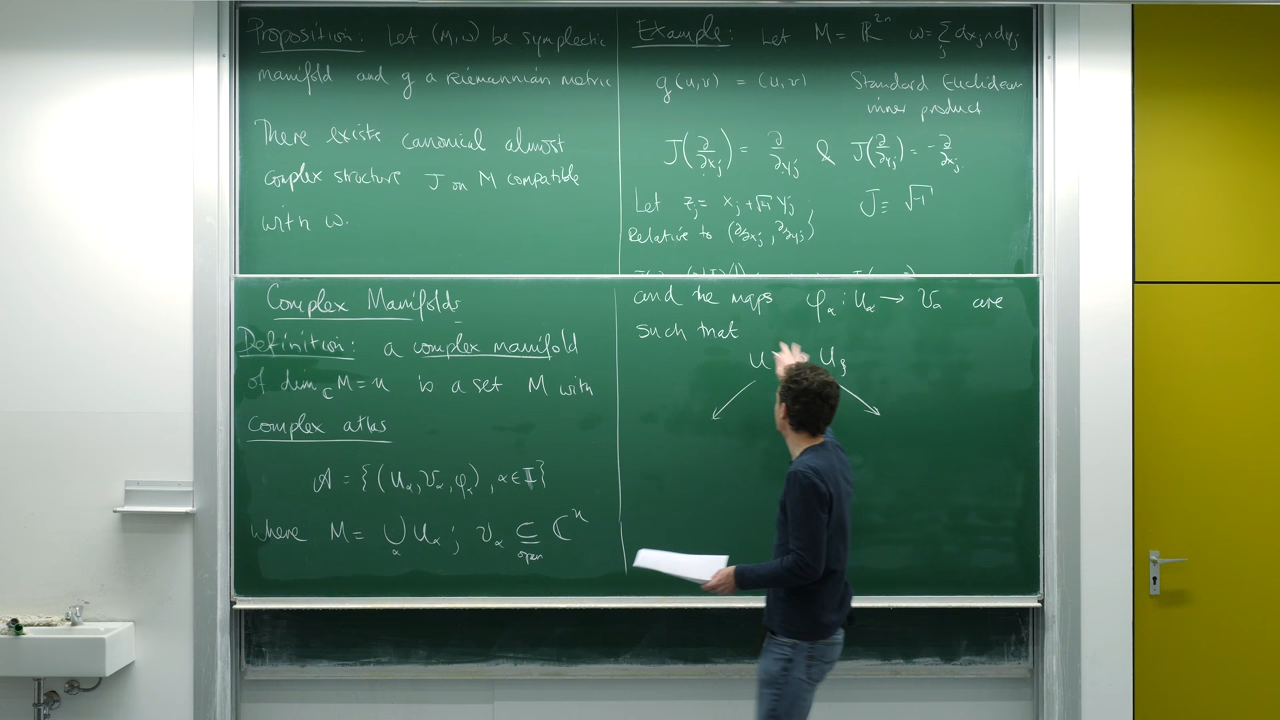 Proposition: Let (M,ω) be symplectic
manifold and g a Riemannian metric
There exists canonical almost
complex structure J on M compatible
with ω.
Example: Let M = ℝ²ⁿ ω = ∑_j dx_j∧dy_j
g(u,v) = (u,v) Standard Euclidean
inner product
J(∂/∂x_j) = ∂/∂y_j & J(∂/∂y_j) = -∂/∂x_j
Let z_j = x_j + √-1 y_j ; J ≡ √-1
Relative to (∂/∂x_j, ∂/∂y_j)
Complex Manifolds
Definition: a complex manifold
of dim_ℂ M = n is a set M with
complex atlas
𝒜 = {(U_α, V_α, φ_α), α∈I}
where M = ⋃_α U_α ; V_α ⊆_open ℂⁿ
and the maps φ_α : U_α → V_α are
such that
U U_β